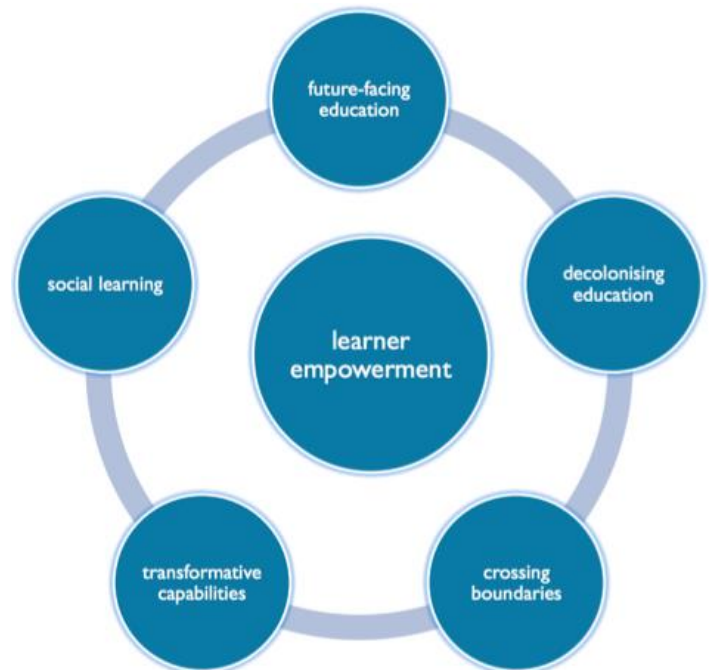 future-facing
education
social learning
decolonising
education
learner
empowerment
transformative
capabilities
crossing
boundaries